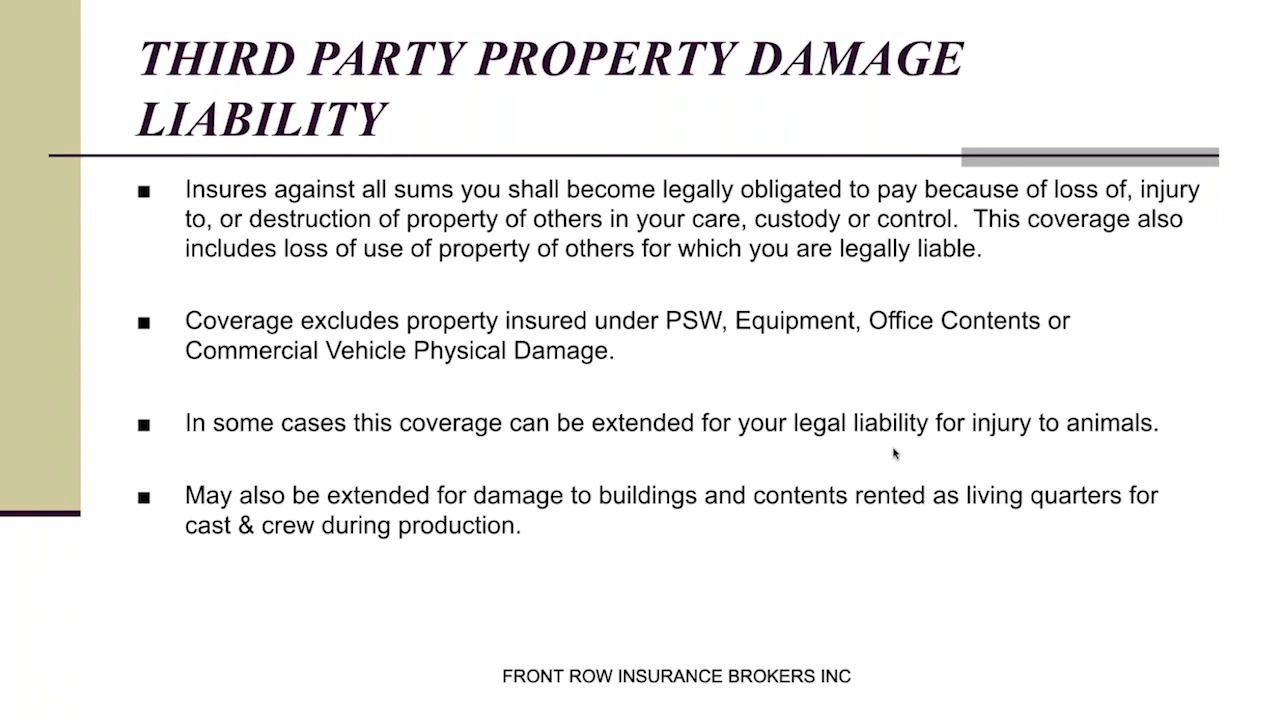 THIRD PARTY PROPERTY DAMAGE
LIABILITY
■ Insures against all sums you shall become legally obligated to pay because of loss of, injury
to, or destruction of property of others in your care, custody or control.  This coverage also
includes loss of use of property of others for which you are legally liable.
■ Coverage excludes property insured under PSW, Equipment, Office Contents or
Commercial Vehicle Physical Damage.
■ In some cases this coverage can be extended for your legal liability for injury to animals.
■ May also be extended for damage to buildings and contents rented as living quarters for
cast & crew during production.
FRONT ROW INSURANCE BROKERS INC